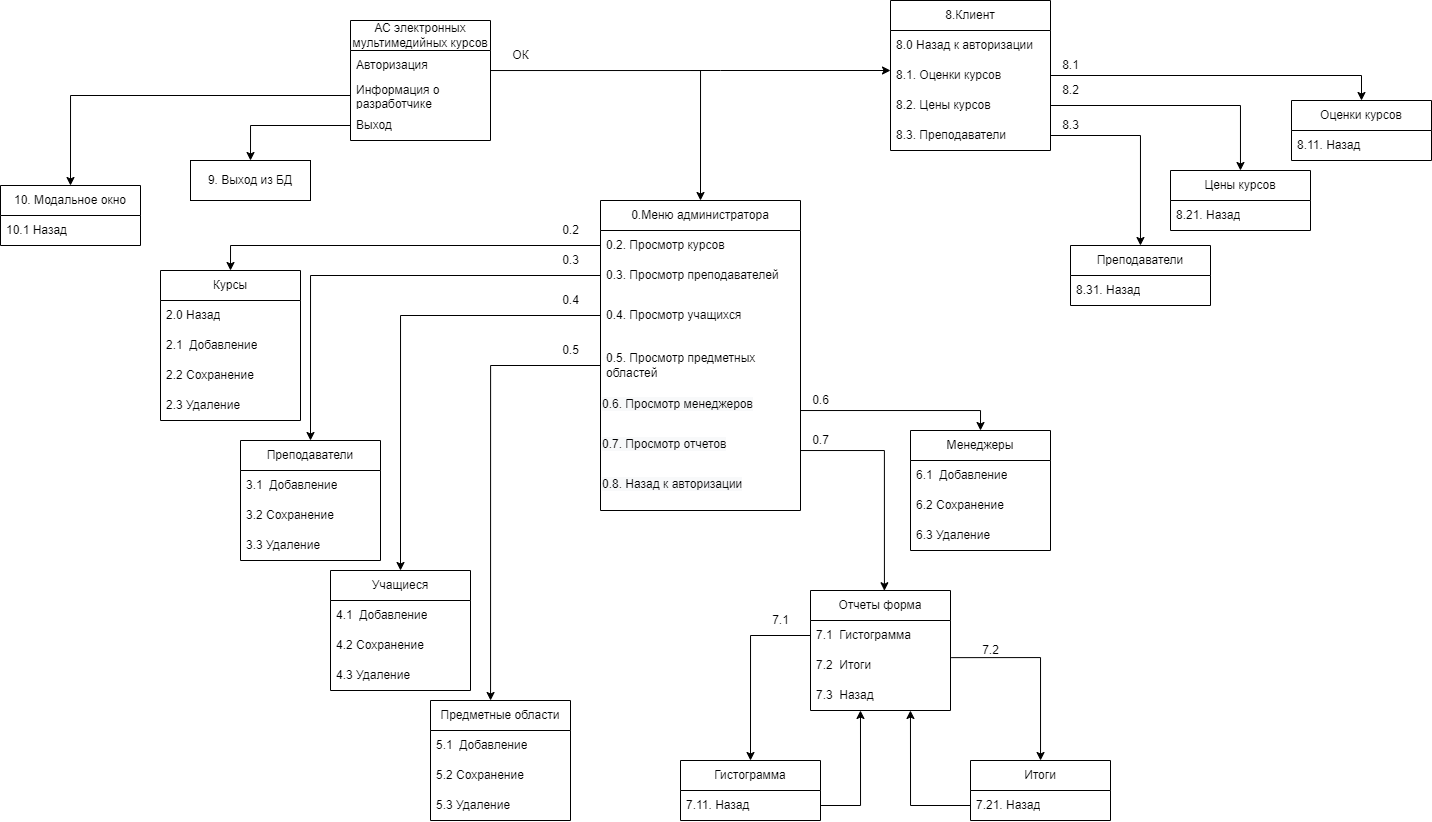 АС электронных
мультимедийных курсов
Авторизация
Информация о
разработчике
Выход
ОК
8.Клиент
8.0 Назад к авторизации
8.1. Оценки курсов
8.2. Цены курсов
8.3. Преподаватели
8.1
8.2
8.3
Оценки курсов
8.11. Назад
Цены курсов
8.21. Назад
Преподаватели
8.31. Назад
9. Выход из БД
10. Модальное окно
10.1 Назад
0.Меню администратора
0.2. Просмотр курсов
0.3. Просмотр преподавателей
0.4. Просмотр учащихся
0.5. Просмотр предметных
областей
0.6. Просмотр менеджеров
0.7. Просмотр отчетов
0.8. Назад к авторизации
0.2
0.3
0.4
0.5
0.6
0.7
Курсы
2.0 Назад
2.1  Добавление
2.2 Сохранение
2.3 Удаление
Преподаватели
3.1  Добавление
3.2 Сохранение
3.3 Удаление
Учащиеся
4.1  Добавление
4.2 Сохранение
4.3 Удаление
Предметные области
5.1  Добавление
5.2 Сохранение
5.3 Удаление
Менеджеры
6.1  Добавление
6.2 Сохранение
6.3 Удаление
Отчеты форма
7.1  Гистограмма
7.2  Итоги
7.3  Назад
7.1
7.2
Гистограмма
7.11. Назад
Итоги
7.21. Назад